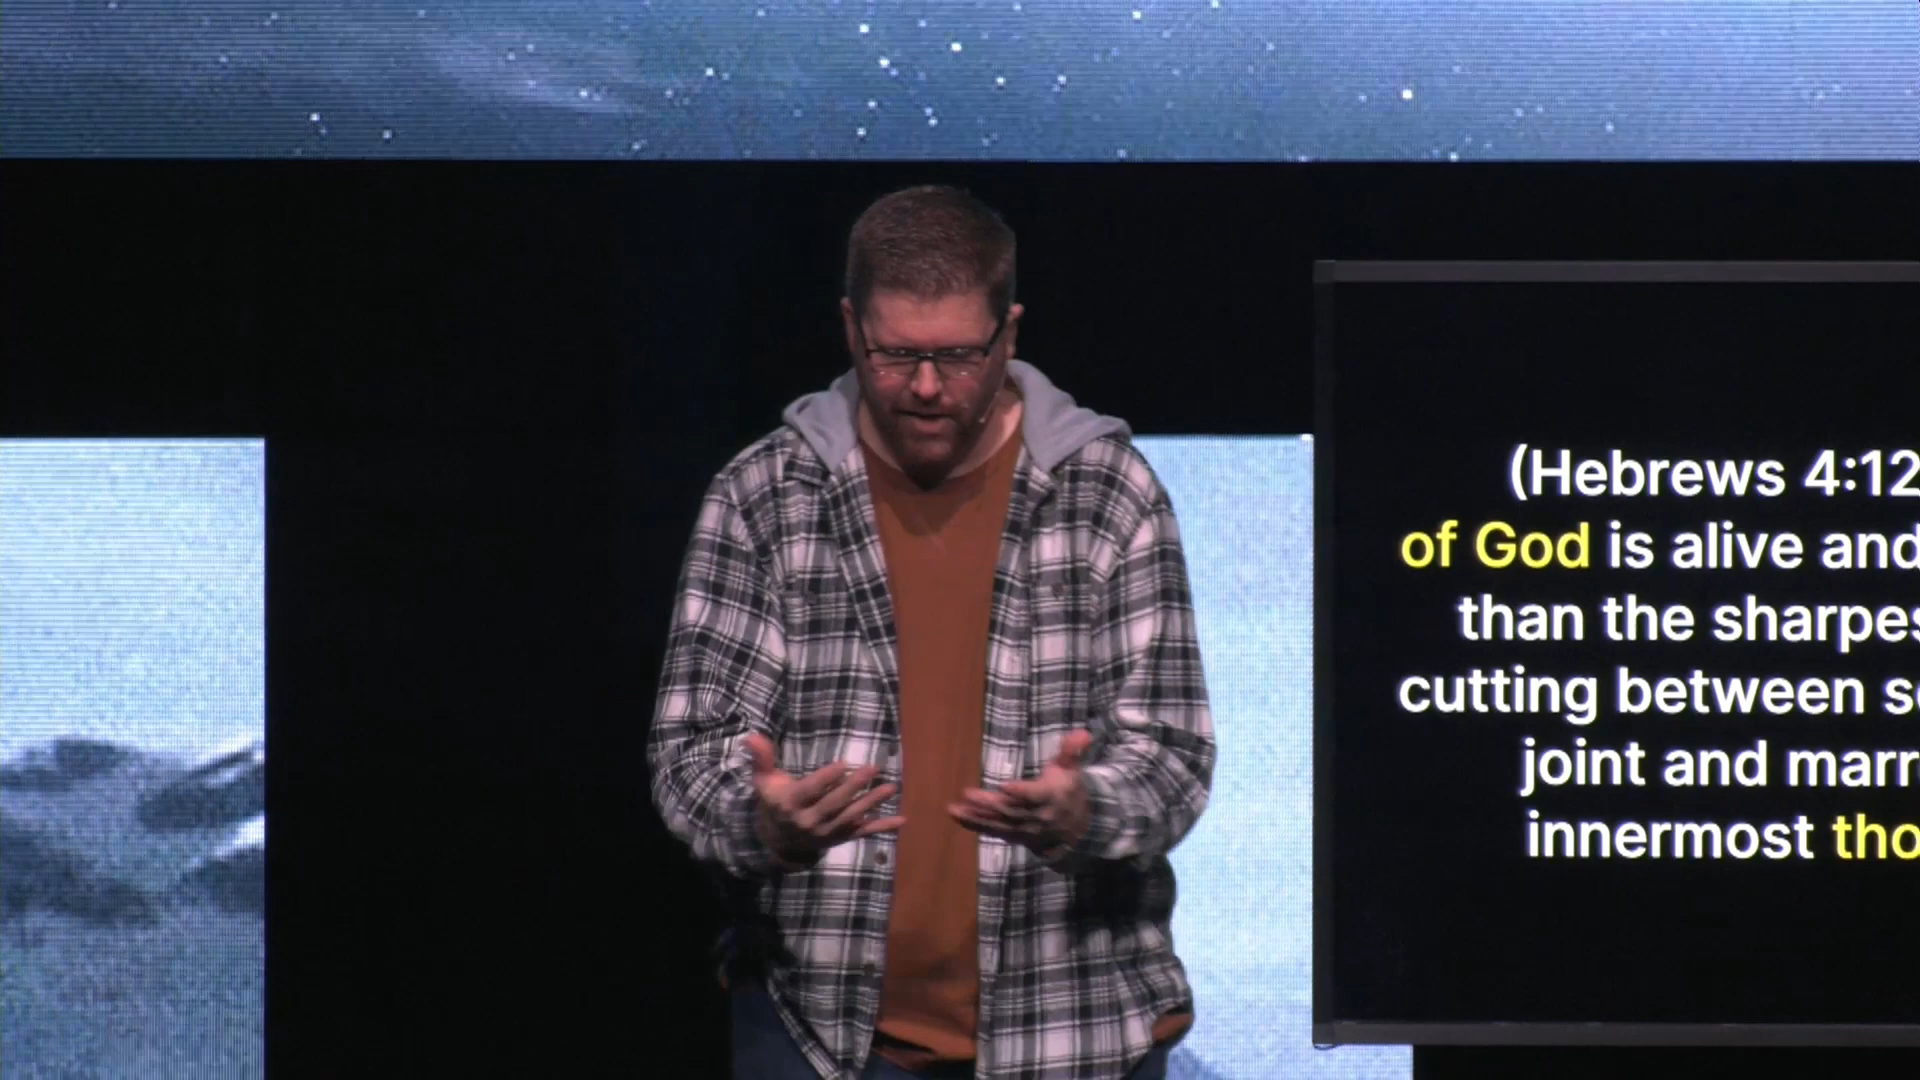 (Hebrews 4:12
of God is alive and
than the sharpes
cutting between s
joint and marr
innermost tho